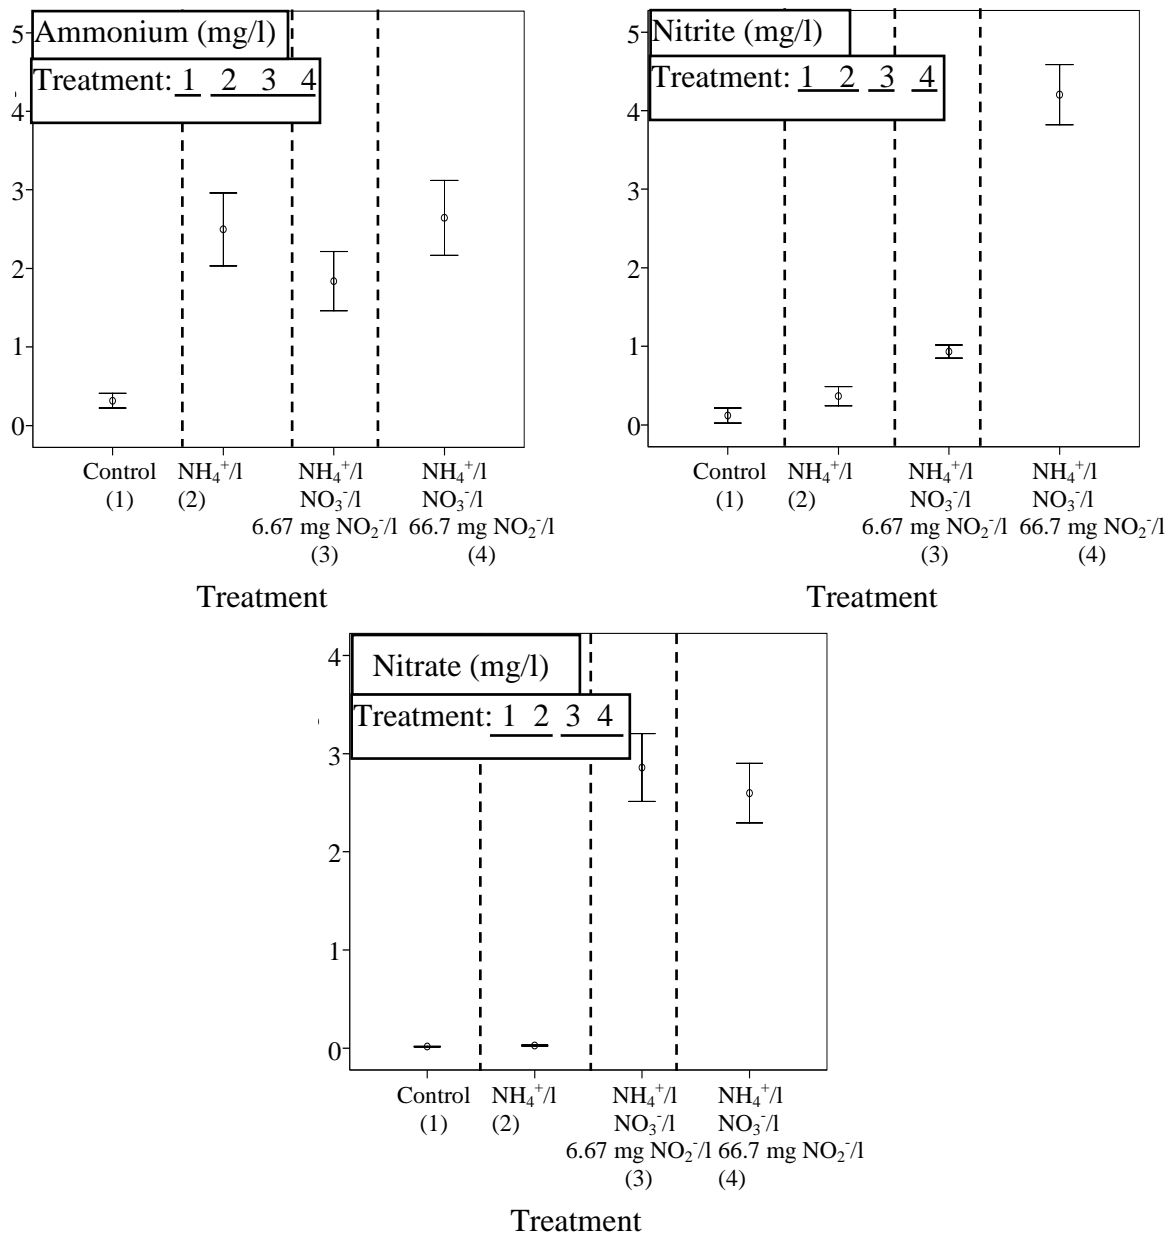 Ammonium (mg/l)
Treatment: 1 2 3 4
5
4
3
2
1
0
Control NH₄⁺/l NH₄⁺/l NH₄⁺/l
(1) (2) NO₃⁻/l NO₃⁻/l
6.67 mg NO₂⁻/l 66.7 mg NO₂⁻/l
(3) (4)
Treatment
Nitrite (mg/l)
Treatment: 1 2 3 4
5
4
3
2
1
0
Control NH₄⁺/l NH₄⁺/l NH₄⁺/l
(1) (2) NO₃⁻/l NO₃⁻/l
6.67 mg NO₂⁻/l 66.7 mg NO₂⁻/l
(3) (4)
Treatment
Nitrate (mg/l)
Treatment: 1 2 3 4
4
3
2
1
0
Control NH₄⁺/l NH₄⁺/l NH₄⁺/l
(1) (2) NO₃⁻/l NO₃⁻/l
6.67 mg NO₂⁻/l 66.7 mg NO₂⁻/l
(3) (4)
Treatment